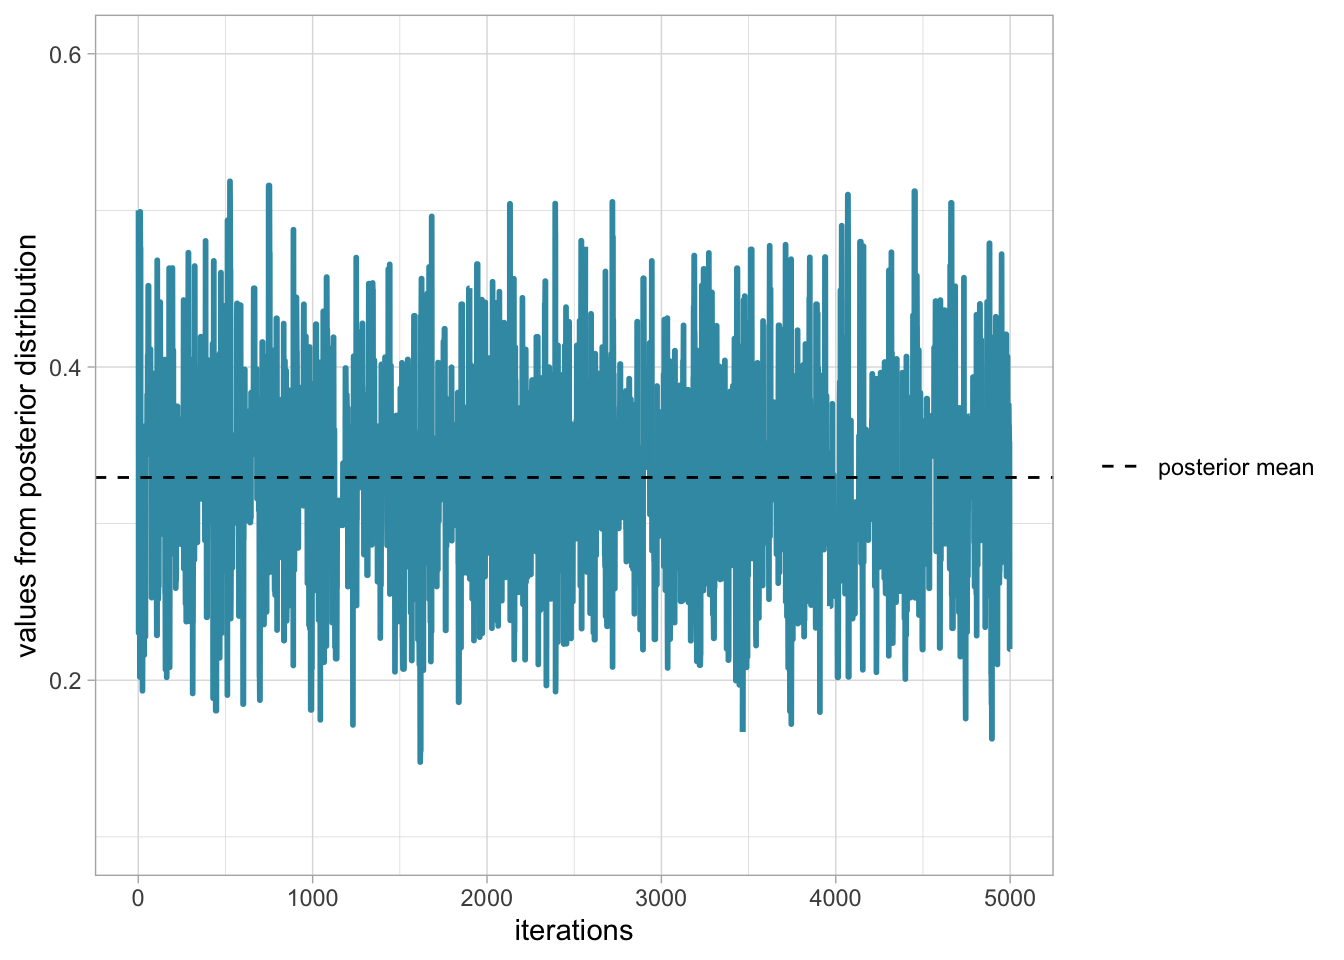 values from posterior distribution
0.6
0.4
0.2
0 1000 2000 3000 4000 5000
iterations
posterior mean